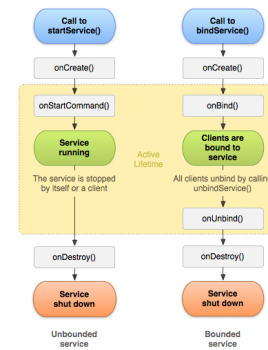 Call to
startService()
onCreate()
onStartCommand()
Service
running
The service is stopped
by itself or a client
onDestroy()
Service
shut down
Unbounded
service
Active
Lifetime
Call to
bindService()
onCreate()
onBind()
Clients are
bound to
service
All clients unbind by calling
unbindService()
onUnbind()
onDestroy()
Service
shut down
Bounded
service